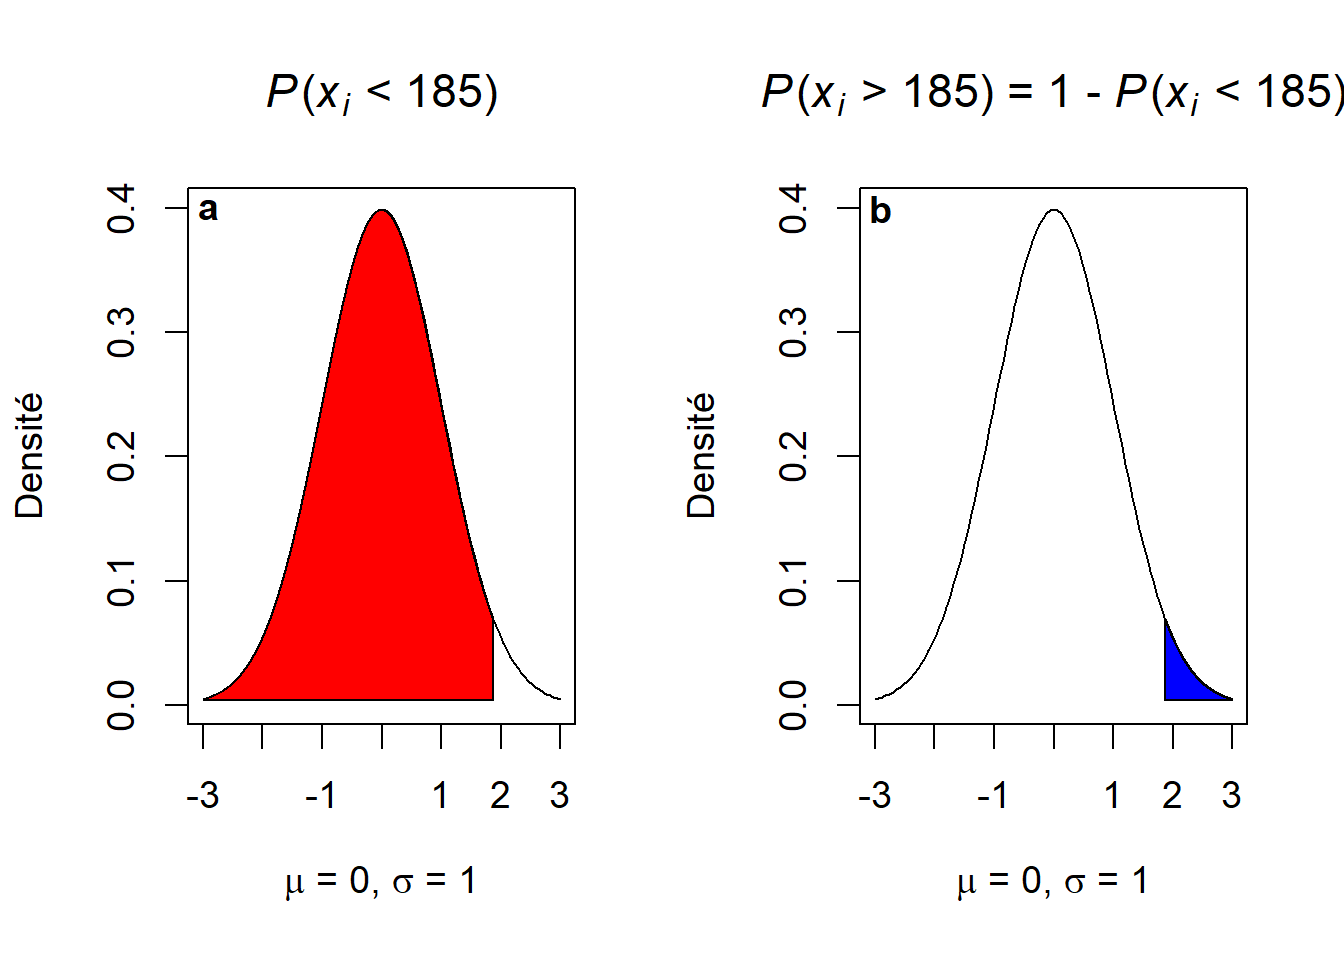 P(xi < 185)
a
0.4
0.3
0.2
0.1
0.0
Densité
-3 -1 1 2 3
μ = 0, σ = 1
P(xi > 185) = 1 - P(xi < 185)
b
0.4
0.3
0.2
0.1
0.0
Densité
-3 -1 1 2 3
μ = 0, σ = 1